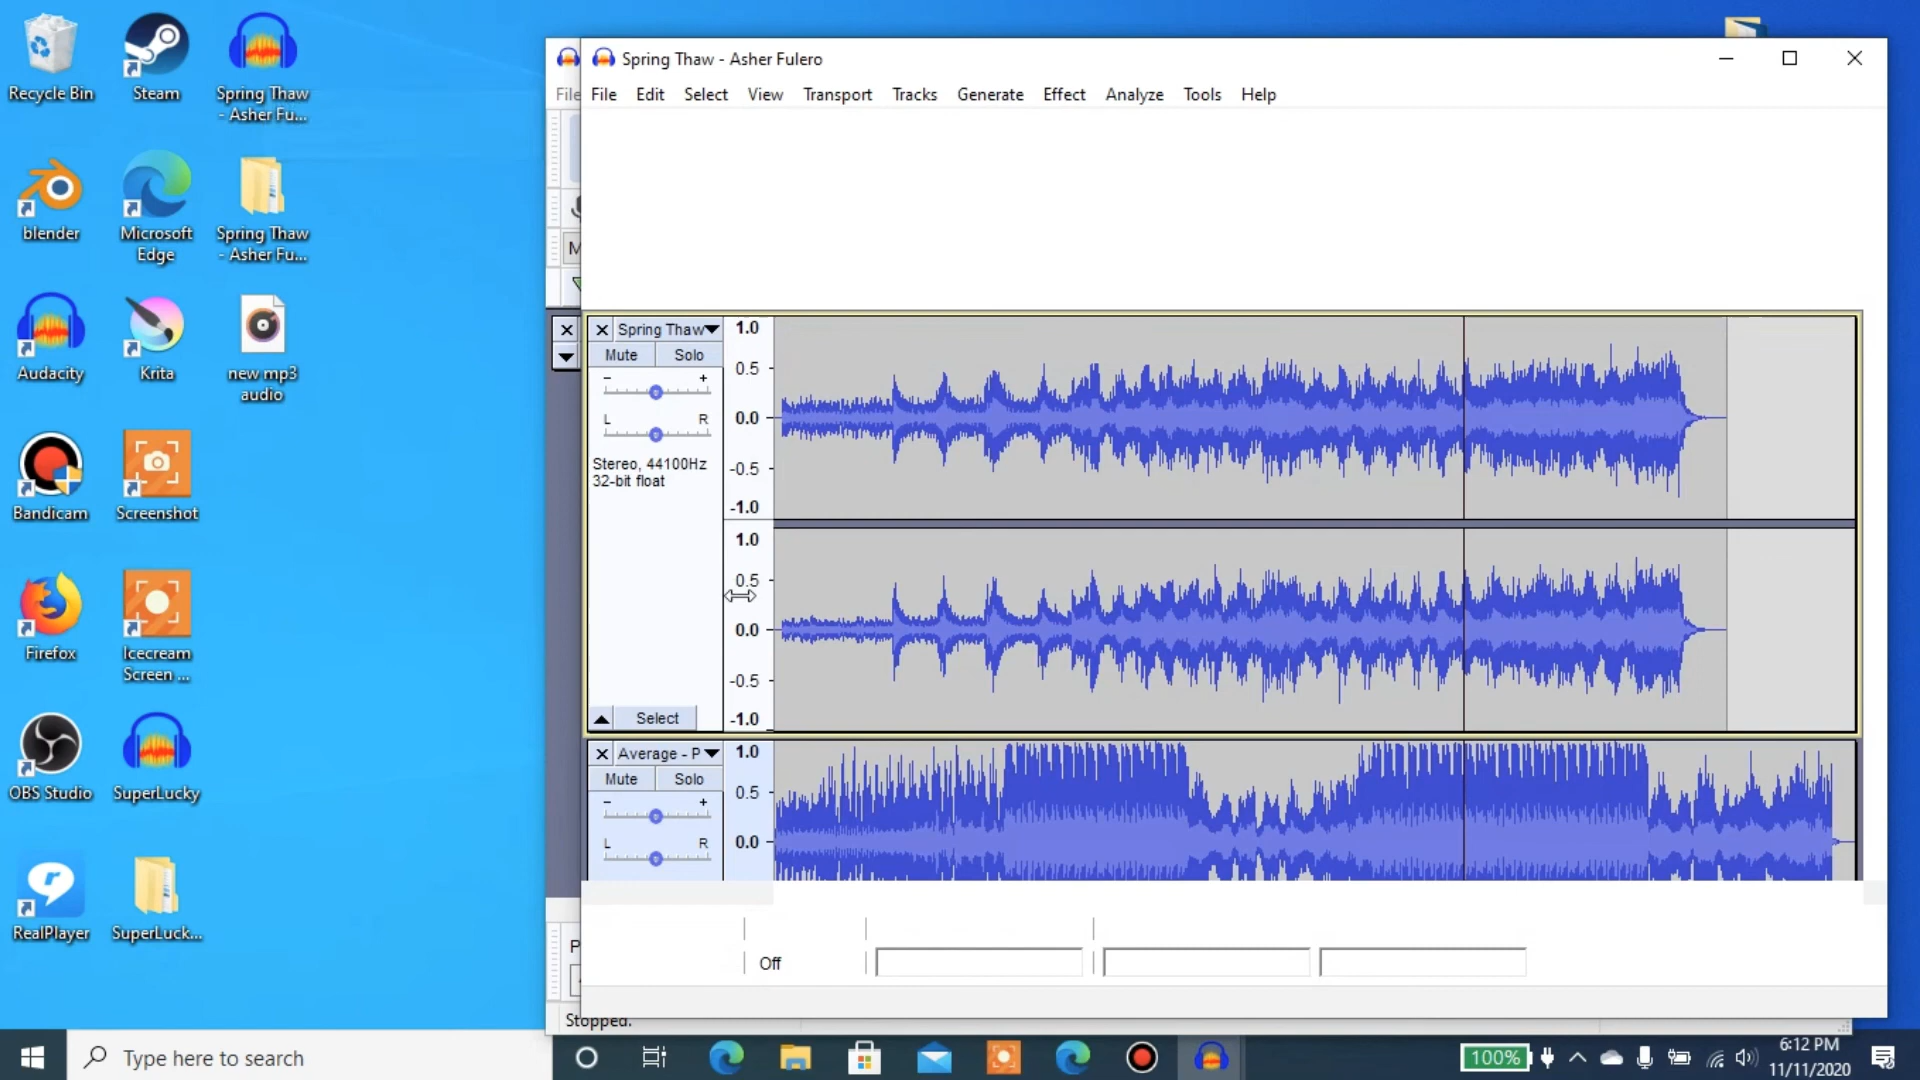 Recycle Bin
Steam
Spring Thaw
- Asher Fu...
blender
Microsoft
Edge
Spring Thaw
- Asher Fu...
Audacity
Krita
new mp3
audio
Bandicam
Screenshot
Firefox
Icecream
Screen ...
OBS Studio
SuperLucky
RealPlayer
SuperLuck...
File
M
P
Stopped.
Spring Thaw - Asher Fulero
File Edit Select View Transport Tracks Generate Effect Analyze Tools Help
Spring Thaw
Mute Solo
- +
L R
Stereo, 44100Hz
32-bit float
Select
1.0
0.5
0.0
-0.5
-1.0
1.0
0.5
0.0
-0.5
-1.0
Average - P
Mute Solo
- +
L R
1.0
0.5
0.0
Off
Type here to search
100%
6:12 PM
11/11/2020